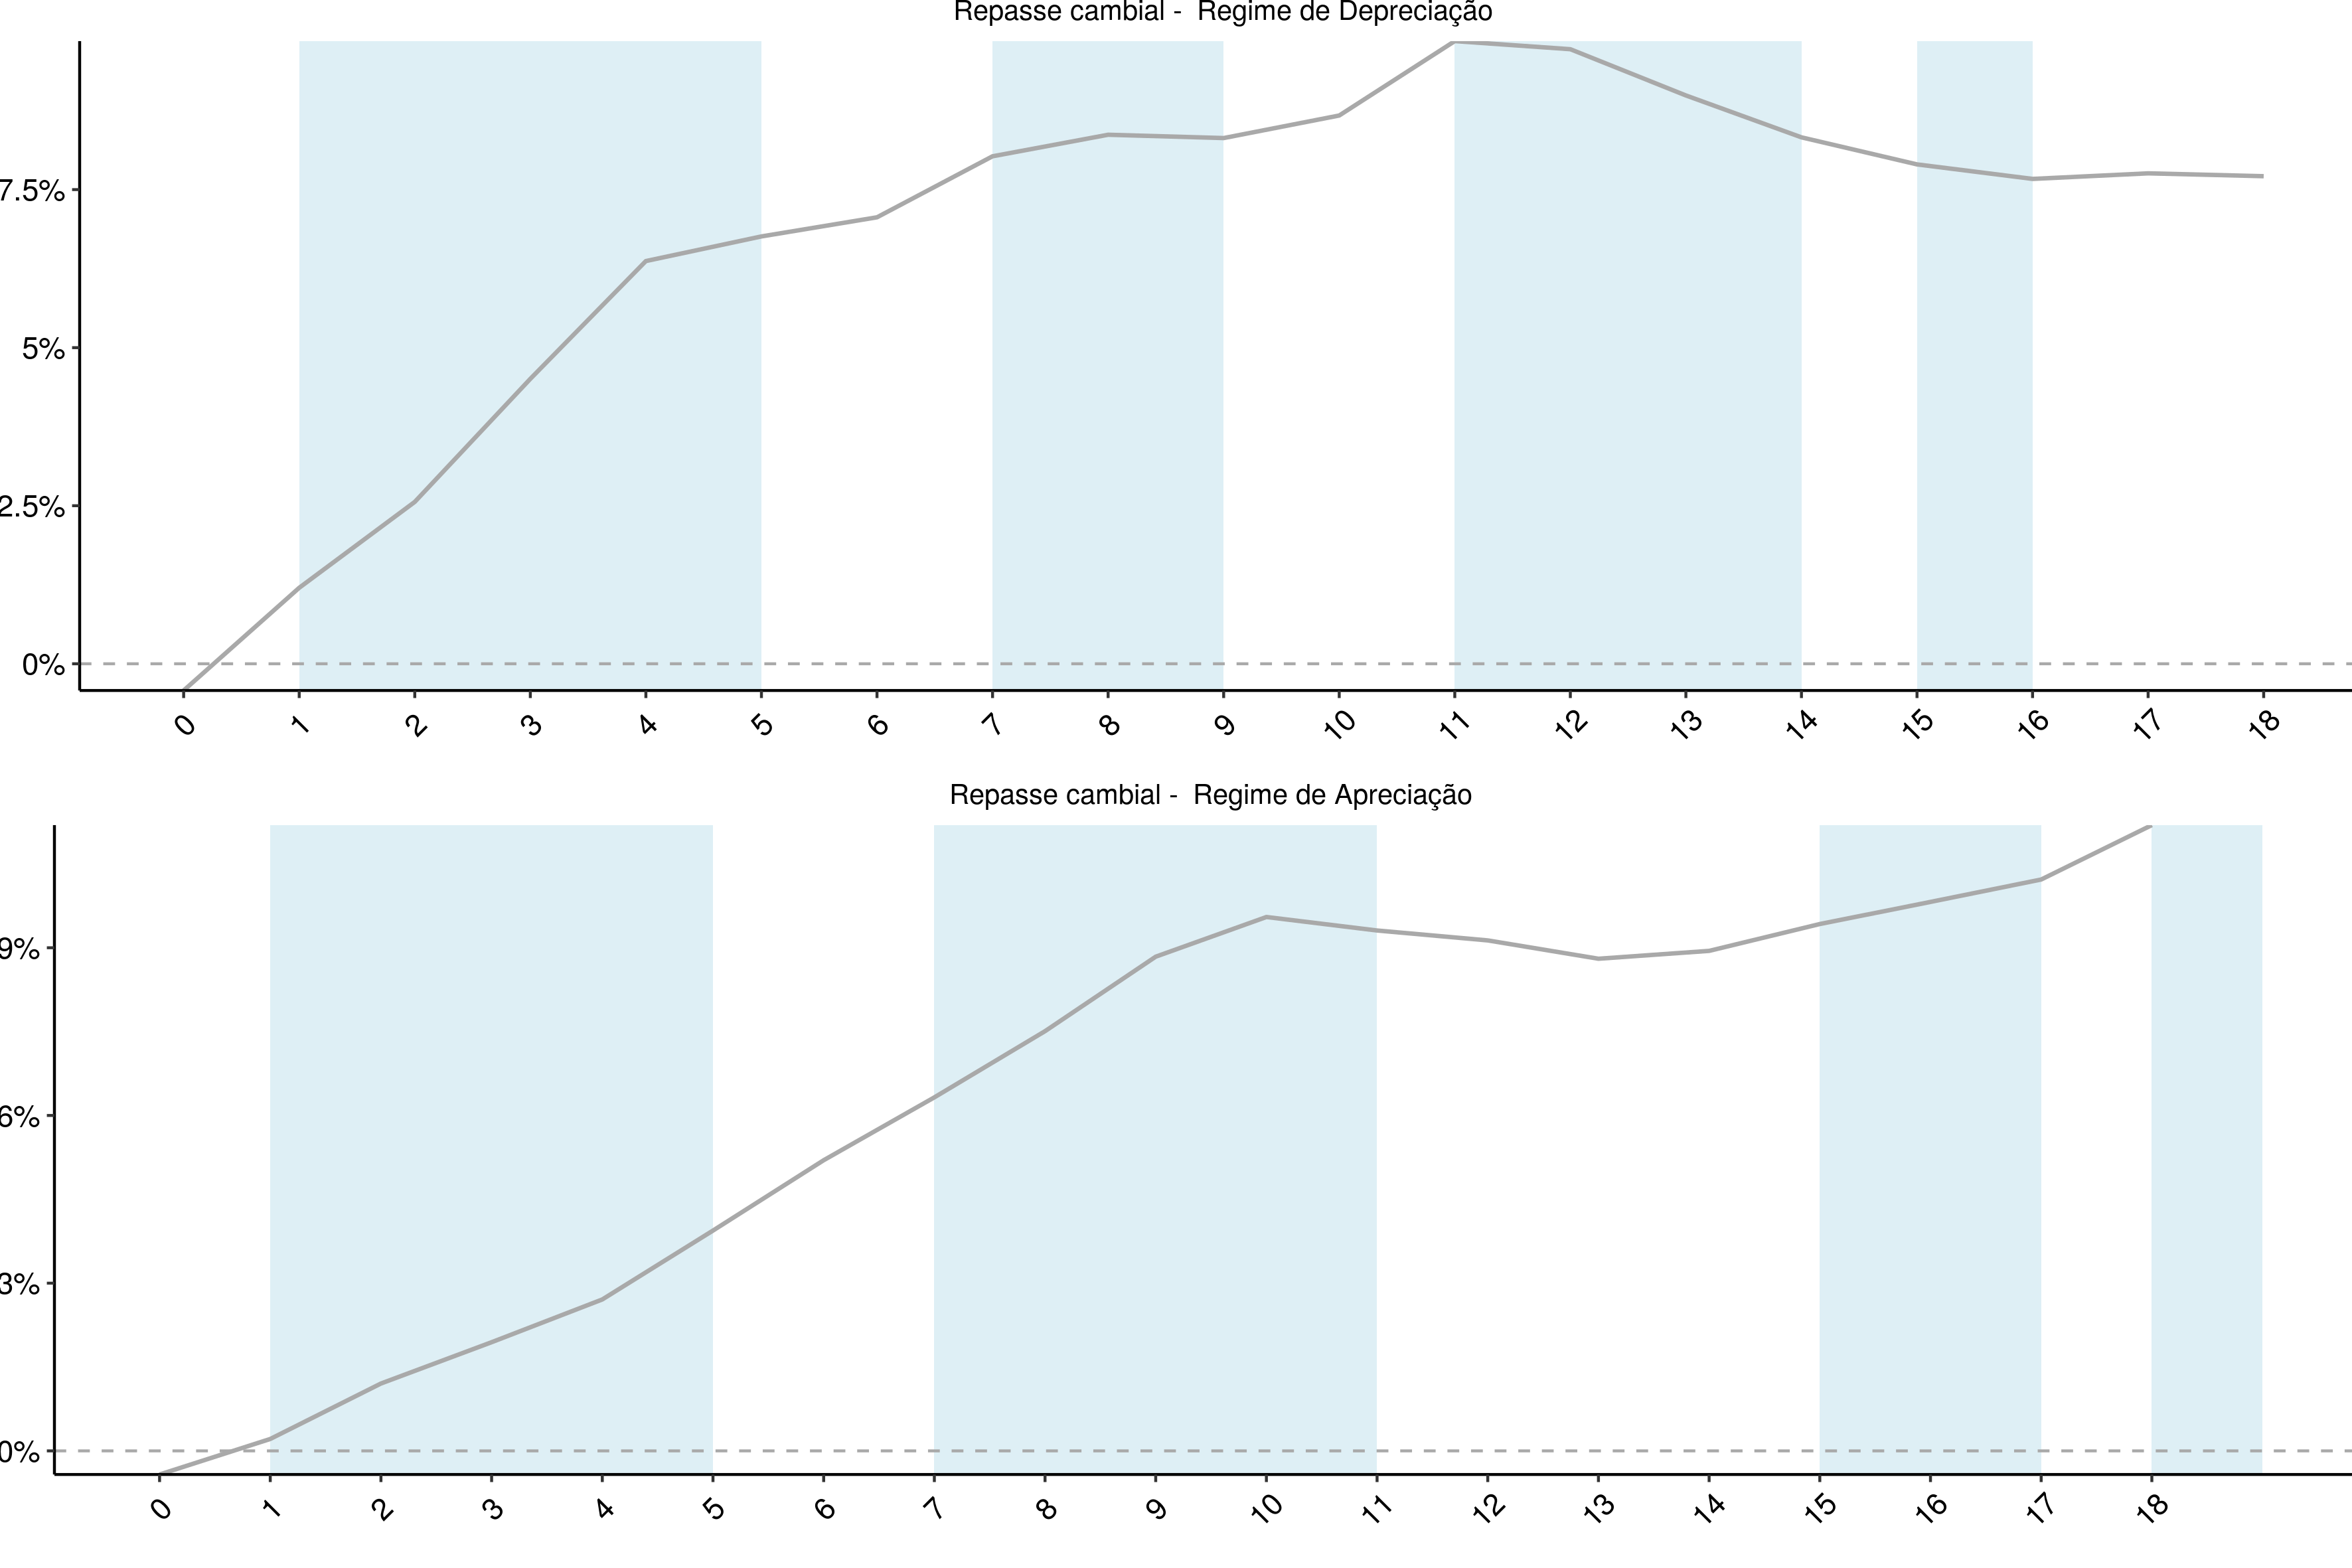 Repasse cambial -  Regime de Depreciação
7.5%
5%
2.5%
0%
0 1 2 3 4 5 6 7 8 9 10 11 12 13 14 15 16 17 18
Repasse cambial -  Regime de Apreciação
9%
6%
3%
0%
0 1 2 3 4 5 6 7 8 9 10 11 12 13 14 15 16 17 18